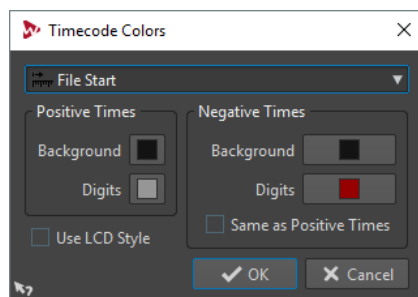 Timecode Colors
File Start
Positive Times
Background
Digits
Use LCD Style
Negative Times
Background
Digits
Same as Positive Times
OK
Cancel